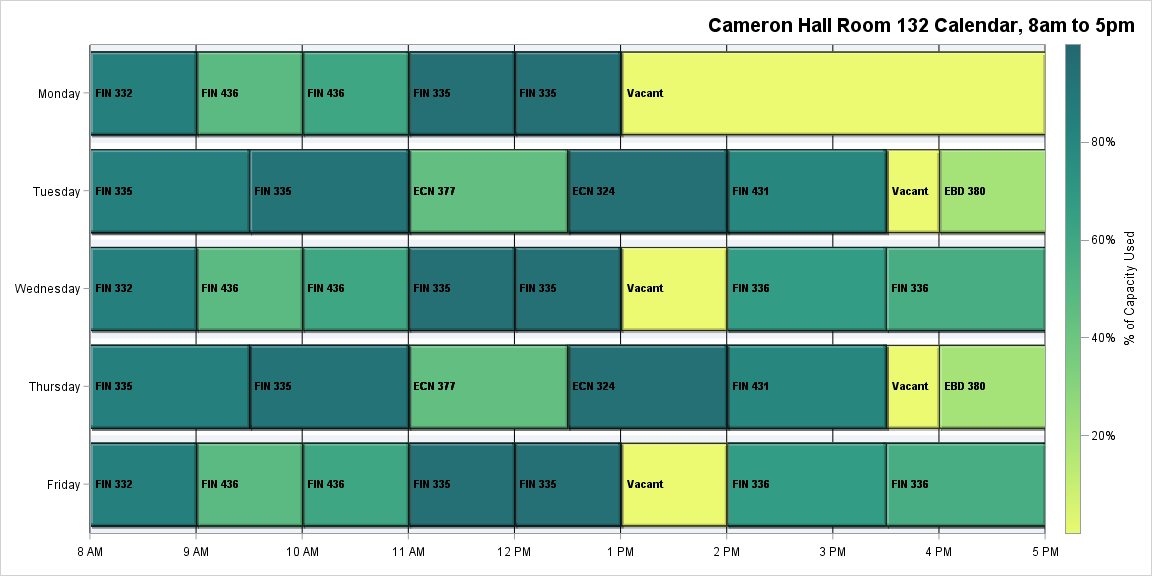 Cameron Hall Room 132 Calendar, 8am to 5pm
Monday
FIN 332
FIN 436
FIN 436
FIN 335
FIN 335
Vacant
Tuesday
FIN 335
FIN 335
ECN 377
ECN 324
FIN 431
Vacant
EBD 380
Wednesday
FIN 332
FIN 436
FIN 436
FIN 335
FIN 335
Vacant
FIN 336
FIN 336
Thursday
FIN 335
FIN 335
ECN 377
ECN 324
FIN 431
Vacant
EBD 380
Friday
FIN 332
FIN 436
FIN 436
FIN 335
FIN 335
Vacant
FIN 336
FIN 336
8 AM
9 AM
10 AM
11 AM
12 PM
1 PM
2 PM
3 PM
4 PM
5 PM
80%
60%
40%
20%
% of Capacity Used